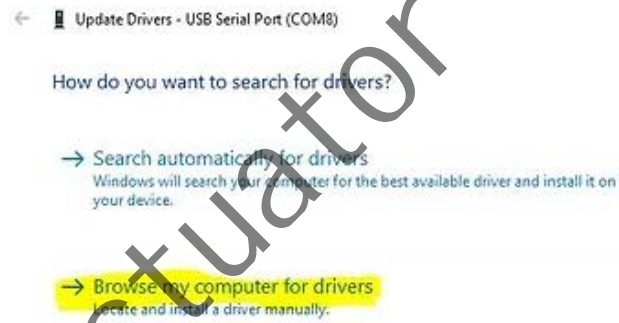 Update Drivers - USB Serial Port (COM8)
How do you want to search for drivers?
→ Search automatically for drivers
Windows will search your computer for the best available driver and install it on
your device.
→ Browse my computer for drivers
Locate and install a driver manually.